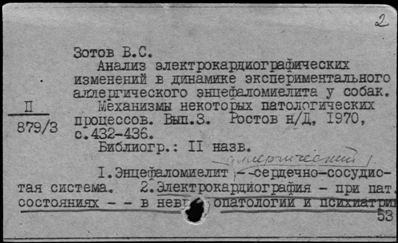 2
Зотов В.С.
Анализ электрокардиографических
изменений в динамике экспериментального
аллергического энцефаломиелита у собак.
II
879/3
Механизмы некоторых патологических
процессов. Вып.3. Ростов н/Д, 1970,
с.432-436.
Библиогр.: II назв.
аллергический
I.Энцефаломиелит - сердечно-сосудис-
тая система. 2.Электрокардиография - при пат.
состояниях - - в нев опатологии и психиатрии
53